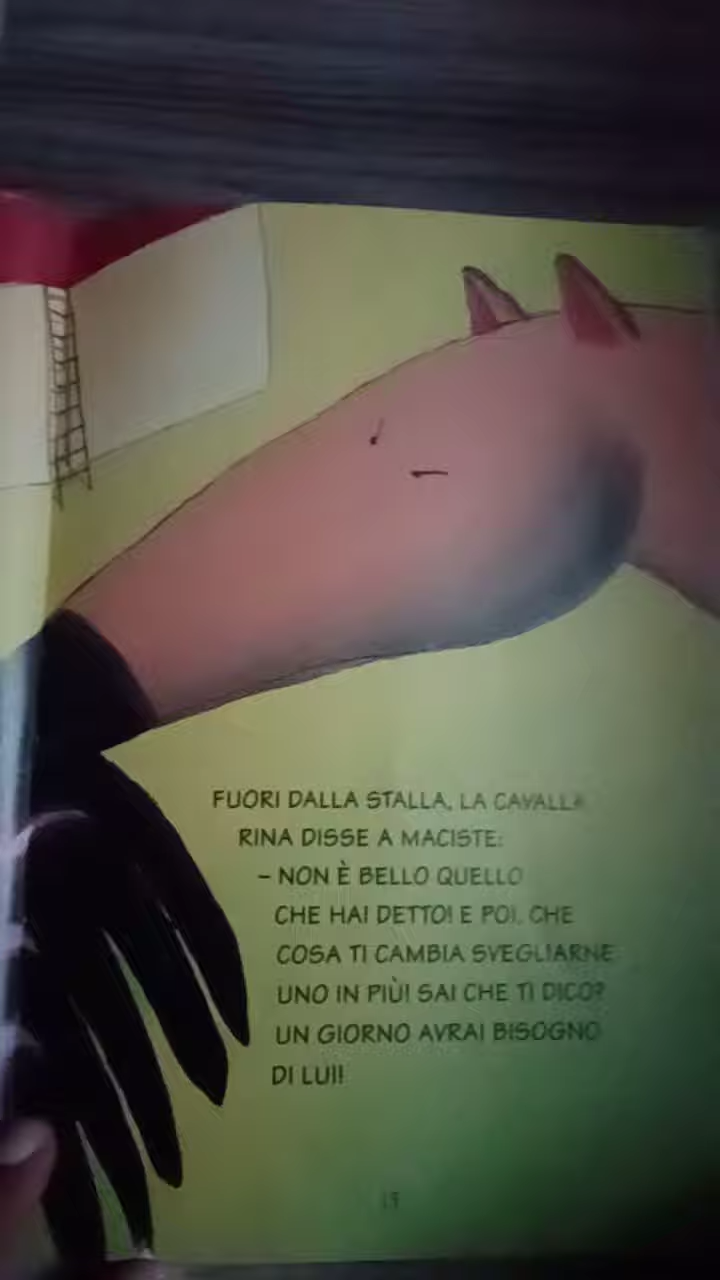 FUORI DALLA STALLA, LA CAVALLA
RINA DISSE A MACISTE:
– NON È BELLO QUELLO
CHE HAI DETTO! E POI, CHE
COSA TI CAMBIA SVEGLIARNE
UNO IN PIÙ! SAI CHE TI DICO?
UN GIORNO AVRAI BISOGNO
DI LUI!